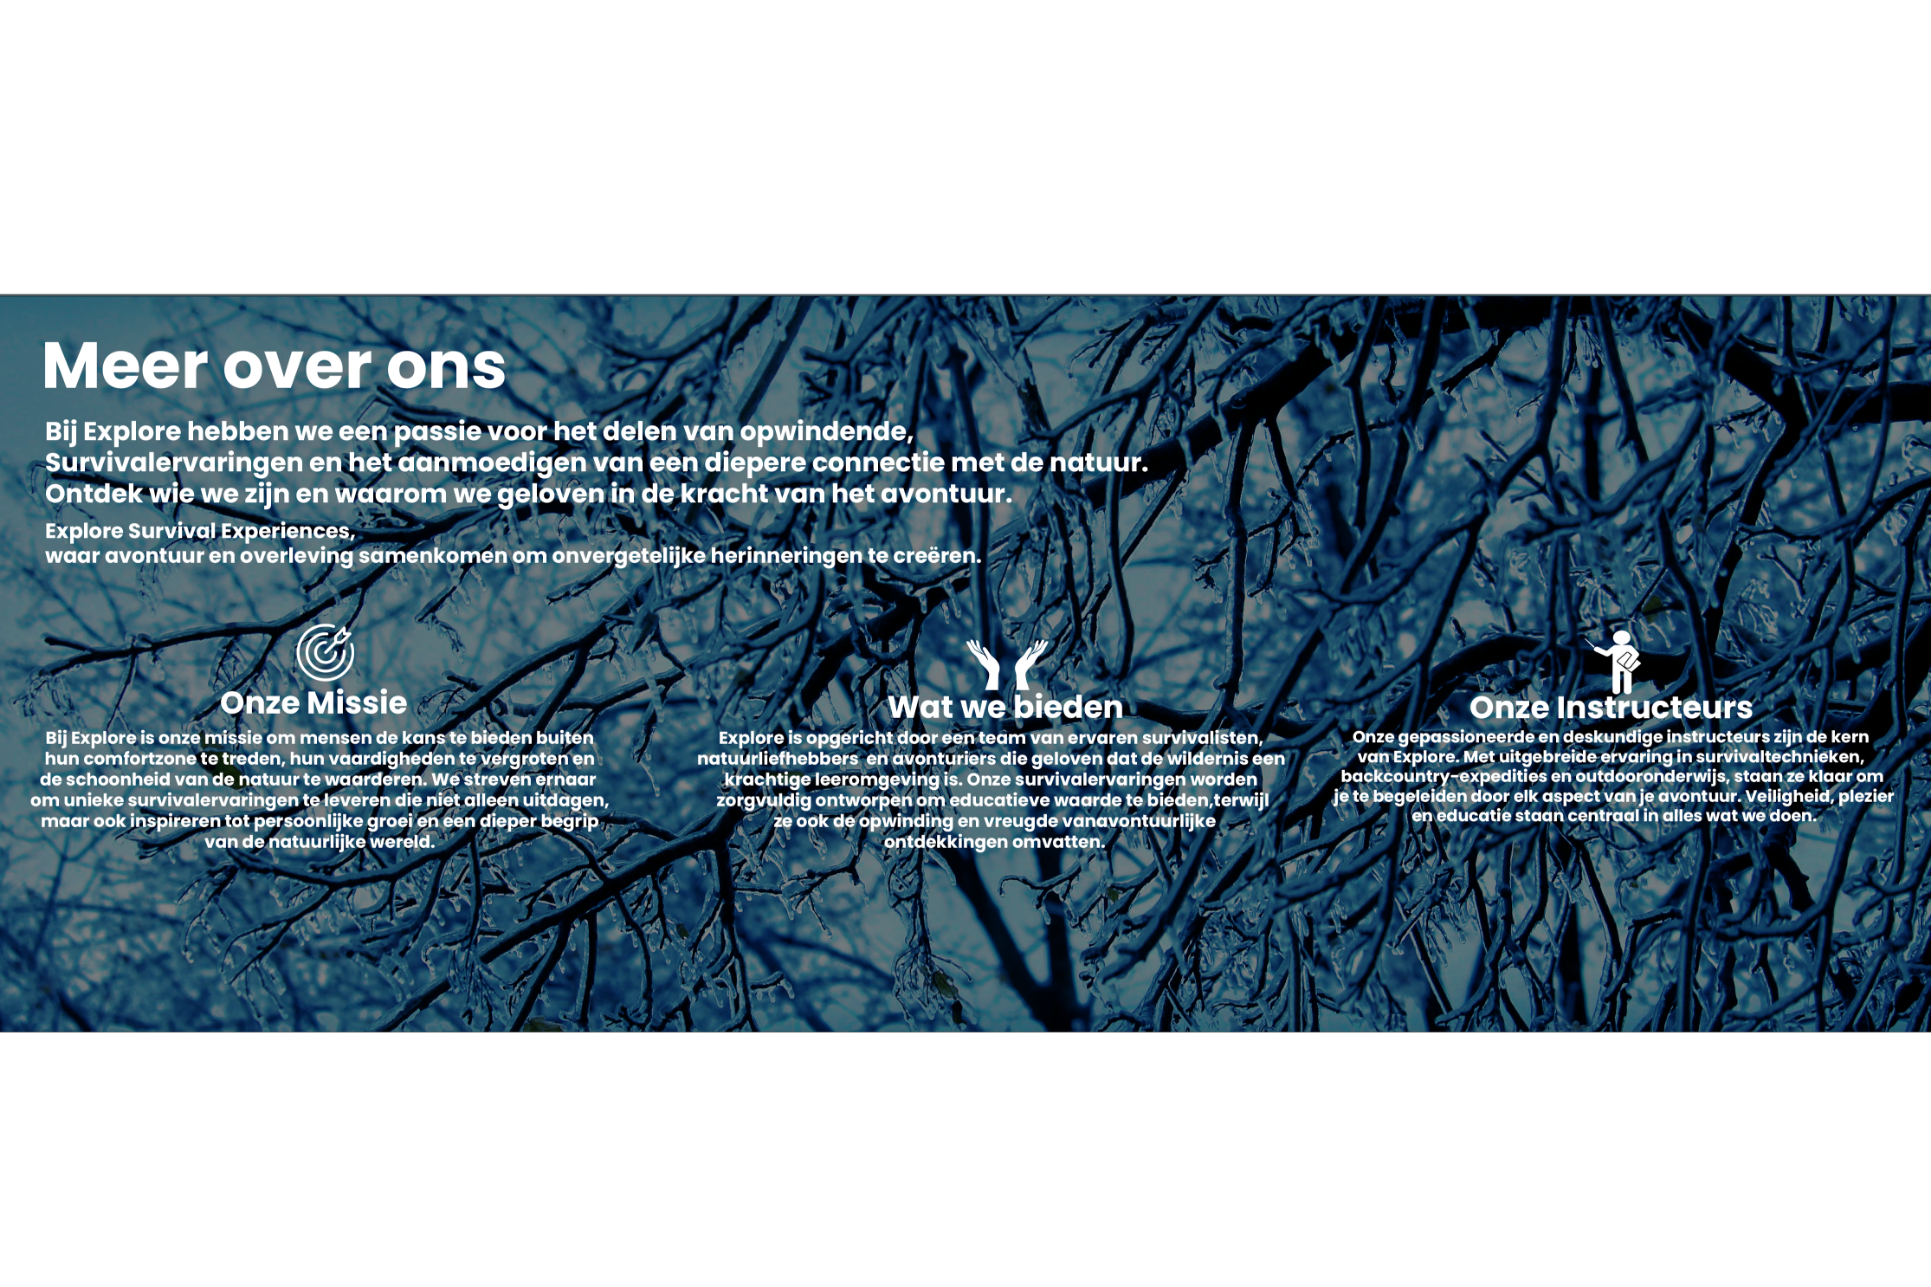 Meer over ons
Bij Explore hebben we een passie voor het delen van opwindende,
Survivalervaringen en het aanmoedigen van een diepere connectie met de natuur.
Ontdek wie we zijn en waarom we geloven in de kracht van het avontuur.
Explore Survival Experiences,
waar avontuur en overleving samenkomen om onvergetelijke herinneringen te creëren.
Onze Missie
Bij Explore is onze missie om mensen de kans te bieden buiten
hun comfortzone te treden, hun vaardigheden te vergroten en
de schoonheid van de natuur te waarderen. We streven ernaar
om unieke survivalervaringen te leveren die niet alleen uitdagen,
maar ook inspireren tot persoonlijke groei en een dieper begrip
van de natuurlijke wereld.
Wat we bieden
Explore is opgericht door een team van ervaren survivalisten,
natuurliefhebbers en avonturiers die geloven dat de wildernis een
krachtige leeromgeving is. Onze survivalervaringen worden
zorgvuldig ontworpen om educatieve waarde te bieden,terwijl
ze ook de opwinding en vreugde vanavontuurlijke
ontdekkingen omvatten.
Onze Instructeurs
Onze gepassioneerde en deskundige instructeurs zijn de kern
van Explore. Met uitgebreide ervaring in survivaltechnieken,
backcountry-expedities en outdooronderwijs, staan ze klaar om
je te begeleiden door elk aspect van je avontuur. Veiligheid, plezier
en educatie staan centraal in alles wat we doen.